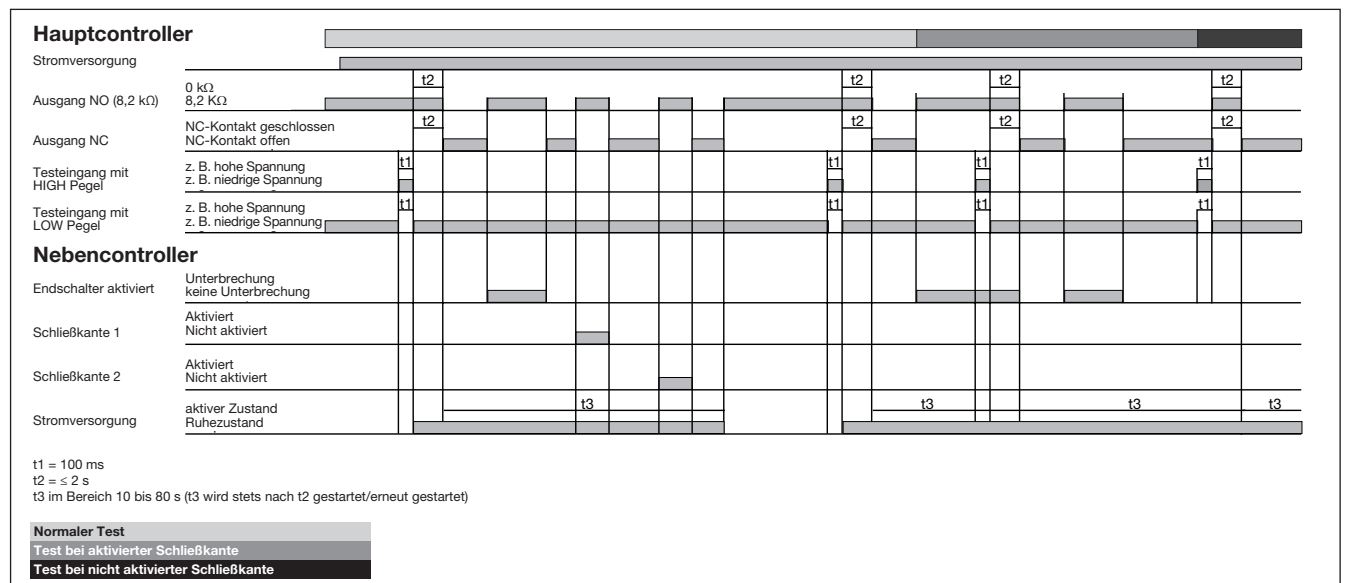 Hauptcontroller
Stromversorgung
t2 t2 t2 t2
0 kΩ
Ausgang NO (8,2 kΩ) 8,2 KΩ
t2 t2 t2 t2
NC-Kontakt geschlossen
Ausgang NC NC-Kontakt offen
t1 t1 t1 t1
Testeingang mit z. B. hohe Spannung
HIGH Pegel z. B. niedrige Spannung
t1 t1 t1 t1
Testeingang mit z. B. hohe Spannung
LOW Pegel z. B. niedrige Spannung
Nebencontroller
Unterbrechung
Endschalter aktiviert keine Unterbrechung
Aktiviert
Schließkante 1 Nicht aktiviert
Aktiviert
Schließkante 2 Nicht aktiviert
aktiver Zustand t3 t3 t3 t3
Stromversorgung Ruhezustand
t1 = 100 ms
t2 = ≤ 2 s
t3 im Bereich 10 bis 80 s (t3 wird stets nach t2 gestartet/erneut gestartet)
Normaler Test
Test bei aktivierter Schließkante
Test bei nicht aktivierter Schließkante